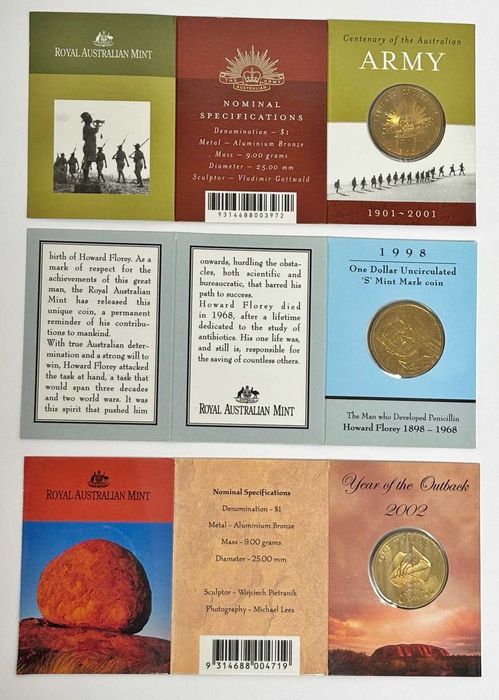 ROYAL AUSTRALIAN MINT
THE ARMY
AUSTRALIAN
NOMINAL
SPECIFICATIONS
Denomination – $1
Metal – Aluminium Bronze
Mass – 9.00 grams
Diameter – 25.00 mm
Sculptor – Vladimir Gottwald
9314688003972
Centenary of the Australian
ARMY
1901 ~ 2001
birth of Howard Florey. As a
mark of respect for the
achievements of this great
man, the Royal Australian
Mint has released this
unique coin, a permanent
reminder of his contribu-
tions to mankind.
With true Australian deter-
mination and a strong will to
win, Howard Florey attacked
the task at hand, a task that
would span three decades
and two world wars. It was
this spirit that pushed him
onwards, hurdling the obsta-
cles, both scientific and
bureaucratic, that barred his
path to success.
Howard Florey died
in 1968, after a lifetime
dedicated to the study of
antibiotics. His one life was,
and still is, responsible for
the saving of countless others.
ROYAL AUSTRALIAN MINT
1998
One Dollar Uncirculated
'S' Mint Mark coin
The Man who Developed Penicillin
Howard Florey 1898 – 1968
ROYAL AUSTRALIAN MINT
Nominal Specifications
Denomination - $1
Metal - Aluminium Bronze
Mass - 9.00 grams
Diameter - 25.00 mm
Sculptor - Wojciech Pietranik
Photography - Michael Lees
9 314688 004719
Year of the Outback
2002